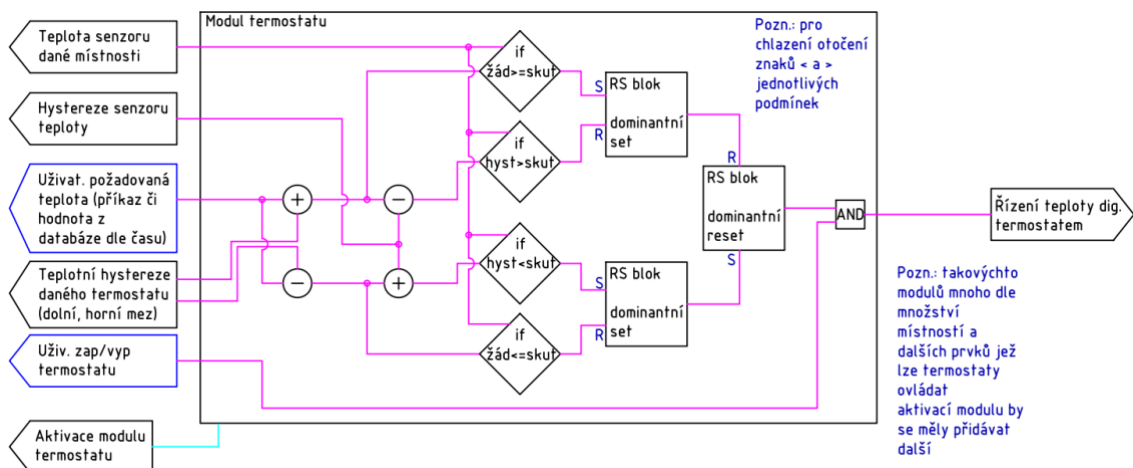 Modul termostatu
Teplota senzoru
dané místnosti
Hystereze senzoru
teploty
Uživat. požadovaná
teplota (příkaz či
hodnota z
databáze dle času)
Teplotní hystereze
daného termostatu
(dolní, horní mez)
Uživ. zap/vyp
termostatu
Aktivace modulu
termostatu
+
−
−
+
if
žád>=skut
if
hyst>skut
if
hyst<skut
if
žád<=skut
S
R
RS blok
dominantní
set
S
R
RS blok
dominantní
set
R
RS blok
dominantní
reset
S
AND
Pozn.: pro
chlazení otočení
znaků < a >
jednotlivých
podmínek
Řízení teploty dig.
termostatem
Pozn.: takovýchto
modulů mnoho dle
množství
místností a
dalších prvků jež
lze termostaty
ovládat
aktivací modulu by
se měly přidávat
další